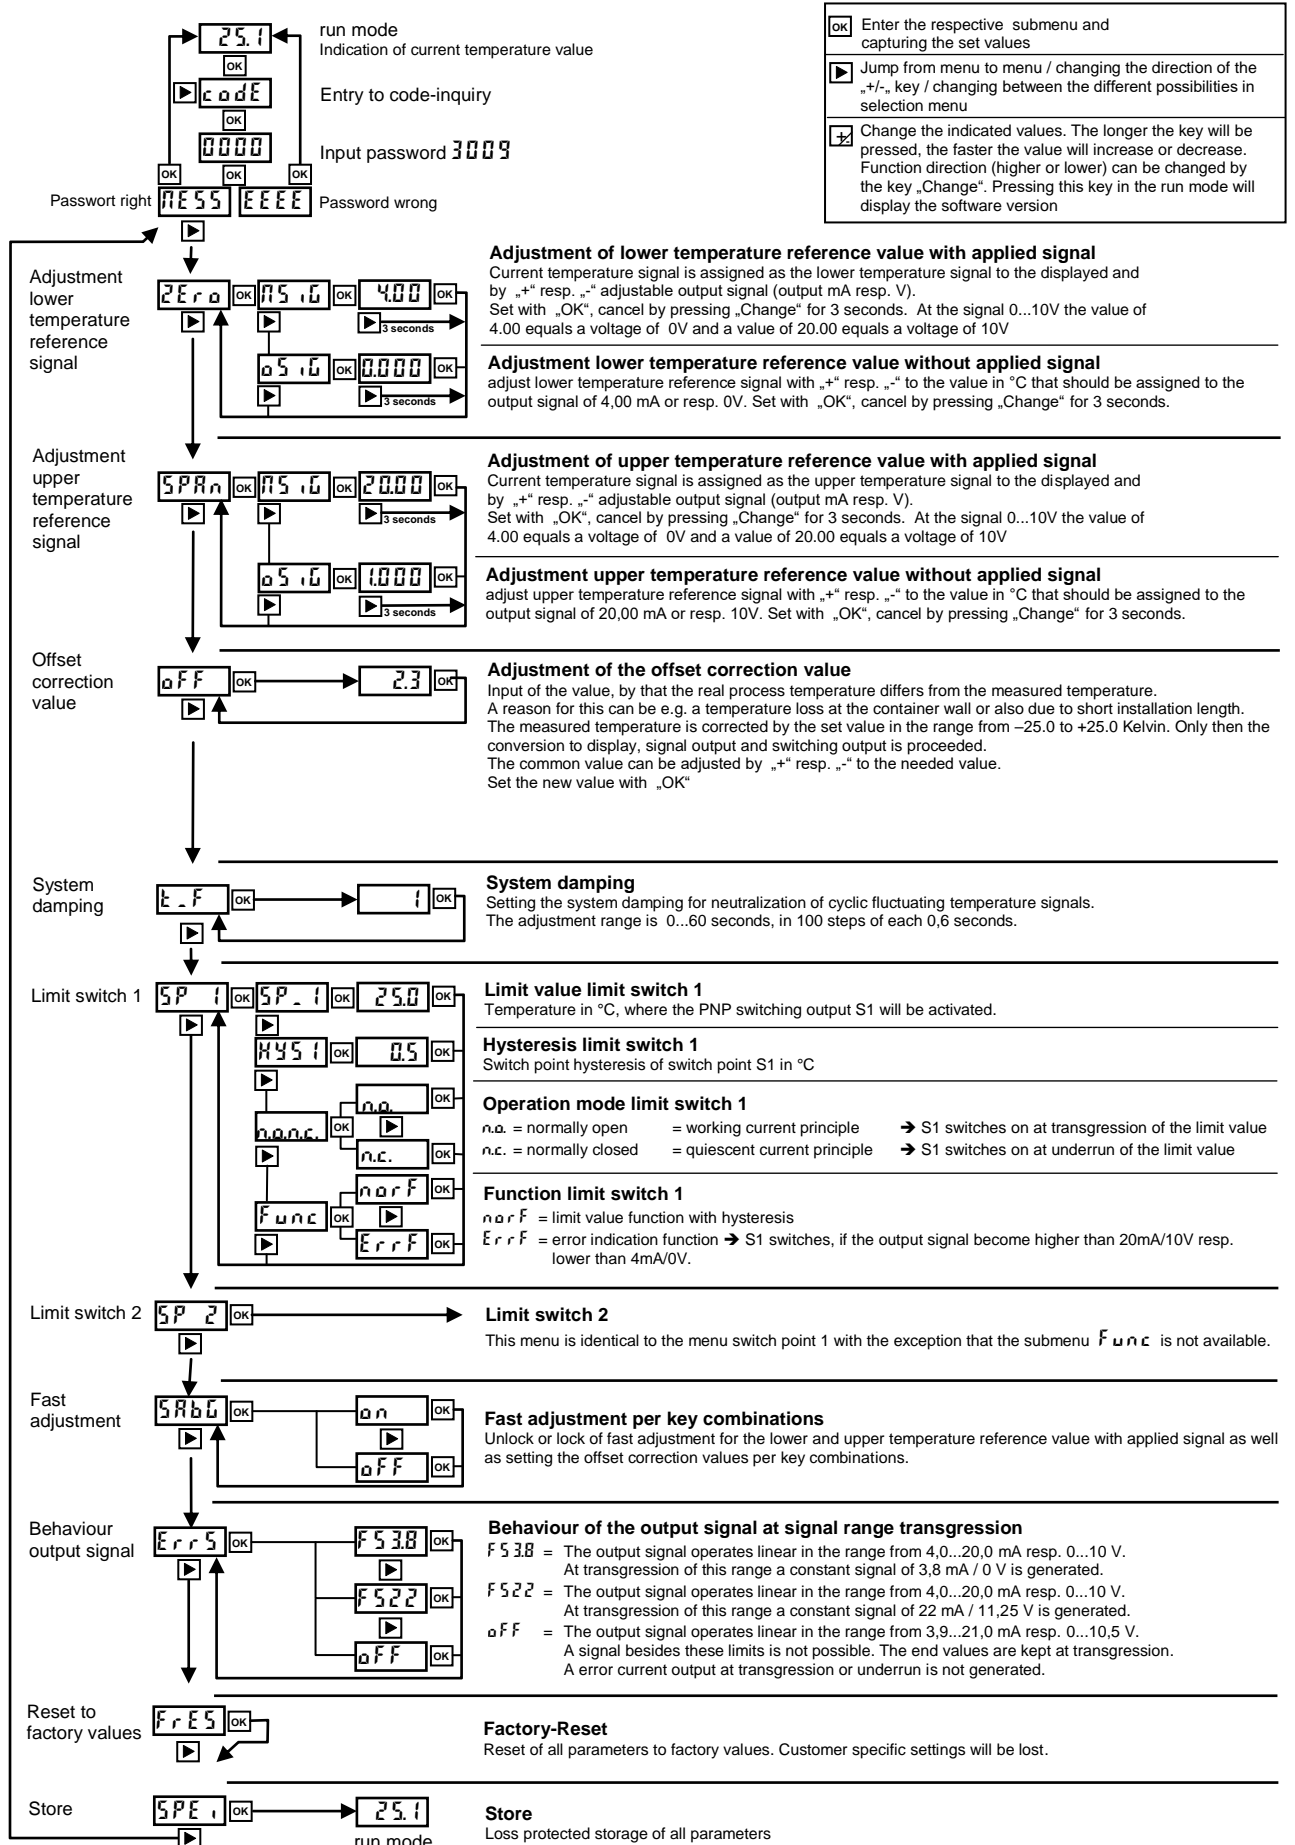 25.1
run mode
Indication of current temperature value
OK
codE
Entry to code-inquiry
OK
0000
Input password 3009
OK OK OK
Passwort right MESS EEEE Password wrong
OK Enter the respective submenu and
capturing the set values
Jump from menu to menu / changing the direction of the
„+/-„ key / changing between the different possibilities in
selection menu
+/- Change the indicated values. The longer the key will be
pressed, the faster the value will increase or decrease.
Function direction (higher or lower) can be changed by
the key „Change“. Pressing this key in the run mode will
display the software version
Adjustment
lower
temperature
reference
signal
ZEro OK MSiG OK 4.00 OK
3 seconds
oSiG OK 0.000 OK
3 seconds
Adjustment of lower temperature reference value with applied signal
Current temperature signal is assigned as the lower temperature signal to the displayed and
by „+“ resp. „-“ adjustable output signal (output mA resp. V).
Set with „OK“, cancel by pressing „Change“ for 3 seconds. At the signal 0...10V the value of
4.00 equals a voltage of 0V and a value of 20.00 equals a voltage of 10V
Adjustment lower temperature reference value without applied signal
adjust lower temperature reference signal with „+“ resp. „-“ to the value in °C that should be assigned to the
output signal of 4,00 mA or resp. 0V. Set with „OK“, cancel by pressing „Change“ for 3 seconds.
Adjustment
upper
temperature
reference
signal
SPAn OK MSiG OK 20.00 OK
3 seconds
oSiG OK 1.000 OK
3 seconds
Adjustment of upper temperature reference value with applied signal
Current temperature signal is assigned as the upper temperature signal to the displayed and
by „+“ resp. „-“ adjustable output signal (output mA resp. V).
Set with „OK“, cancel by pressing „Change“ for 3 seconds. At the signal 0...10V the value of
4.00 equals a voltage of 0V and a value of 20.00 equals a voltage of 10V
Adjustment upper temperature reference value without applied signal
adjust upper temperature reference signal with „+“ resp. „-“ to the value in °C that should be assigned to the
output signal of 20,00 mA or resp. 10V. Set with „OK“, cancel by pressing „Change“ for 3 seconds.
Offset
correction
value
oFF OK 2.3 OK
Adjustment of the offset correction value
Input of the value, by that the real process temperature differs from the measured temperature.
A reason for this can be e.g. a temperature loss at the container wall or also due to short installation length.
The measured temperature is corrected by the set value in the range from –25.0 to +25.0 Kelvin. Only then the
conversion to display, signal output and switching output is proceeded.
The common value can be adjusted by „+“ resp. „-“ to the needed value.
Set the new value with „OK“
System
damping
t_F OK 1 OK
System damping
Setting the system damping for neutralization of cyclic fluctuating temperature signals.
The adjustment range is 0...60 seconds, in 100 steps of each 0,6 seconds.
Limit switch 1 SP 1 OK SP_1 OK 25.0 OK
HYS1 OK 0.5 OK
n.o.n.c. OK n.o. OK
n.c. OK
Func OK norF OK
ErrF OK
Limit value limit switch 1
Temperature in °C, where the PNP switching output S1 will be activated.
Hysteresis limit switch 1
Switch point hysteresis of switch point S1 in °C
Operation mode limit switch 1
n.o. = normally open = working current principle ➔ S1 switches on at transgression of the limit value
n.c. = normally closed = quiescent current principle ➔ S1 switches on at underrun of the limit value
Function limit switch 1
norF = limit value function with hysteresis
ErrF = error indication function ➔ S1 switches, if the output signal become higher than 20mA/10V resp.
lower than 4mA/0V.
Limit switch 2 SP 2 OK
Limit switch 2
This menu is identical to the menu switch point 1 with the exception that the submenu Func is not available.
Fast
adjustment
SAbG OK on OK
oFF OK
Fast adjustment per key combinations
Unlock or lock of fast adjustment for the lower and upper temperature reference value with applied signal as well
as setting the offset correction values per key combinations.
Behaviour
output signal
ErrS OK FS3.8 OK
FS22 OK
oFF OK
Behaviour of the output signal at signal range transgression
FS3.8 = The output signal operates linear in the range from 4,0...20,0 mA resp. 0...10 V.
At transgression of this range a constant signal of 3,8 mA / 0 V is generated.
FS22 = The output signal operates linear in the range from 4,0...20,0 mA resp. 0...10 V.
At transgression of this range a constant signal of 22 mA / 11,25 V is generated.
oFF = The output signal operates linear in the range from 3,9...21,0 mA resp. 0...10,5 V.
A signal besides these limits is not possible. The end values are kept at transgression.
A error current output at transgression or underrun is not generated.
Reset to
factory values
FrES OK
Factory-Reset
Reset of all parameters to factory values. Customer specific settings will be lost.
Store SPEi OK 25.1
run mode
Store
Loss protected storage of all parameters